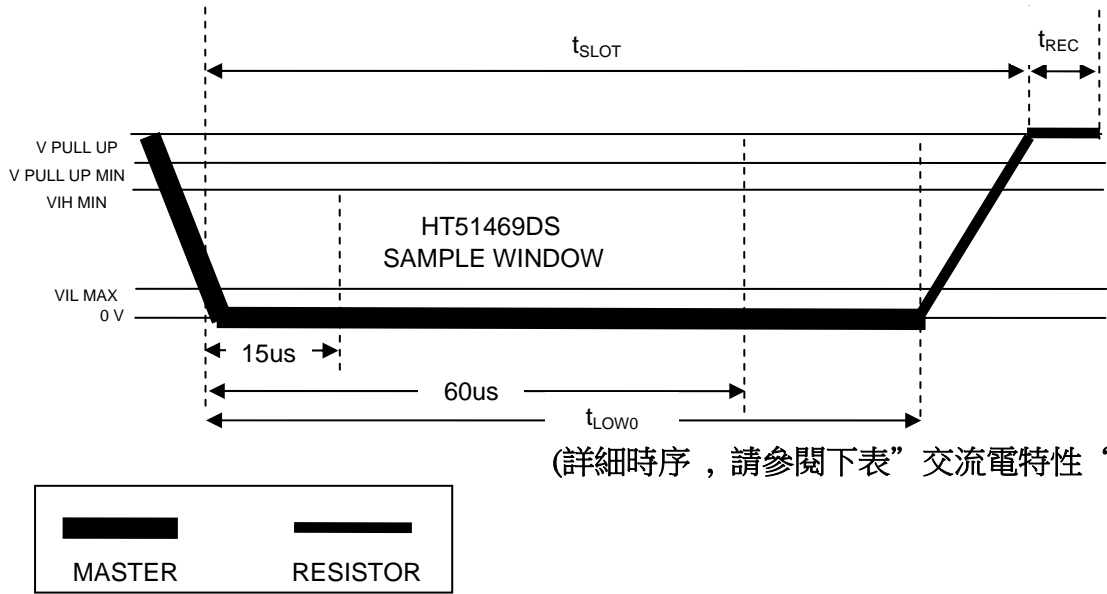 tSLOT
tREC
V PULL UP
V PULL UP MIN
VIH MIN
HT51469DS
SAMPLE WINDOW
VIL MAX
0 V
15us
60us
tLOW0
(詳細時序，請參閱下表” 交流電特性“
MASTER
RESISTOR